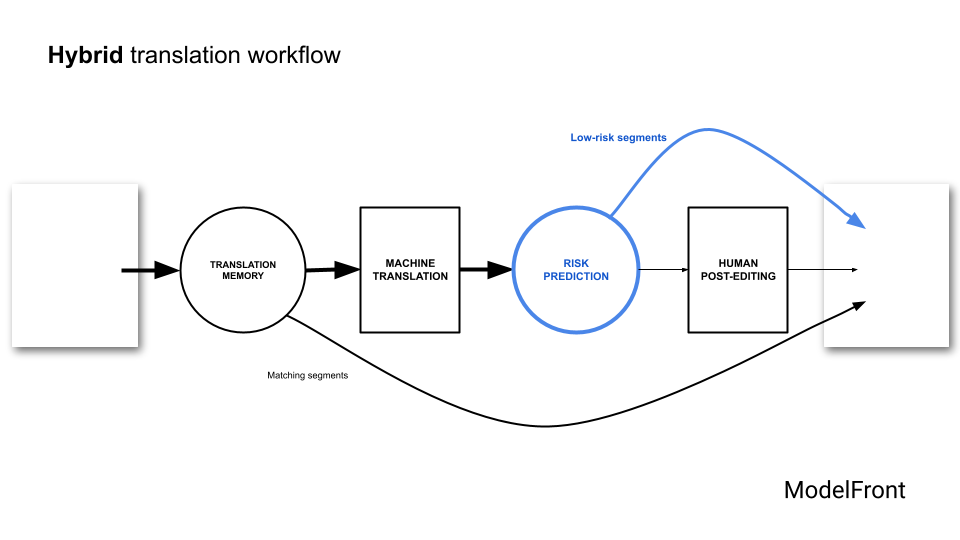 Hybrid translation workflow
Low-risk segments
TRANSLATION
MEMORY
MACHINE
TRANSLATION
RISK
PREDICTION
HUMAN
POST-EDITING
Matching segments
ModelFront